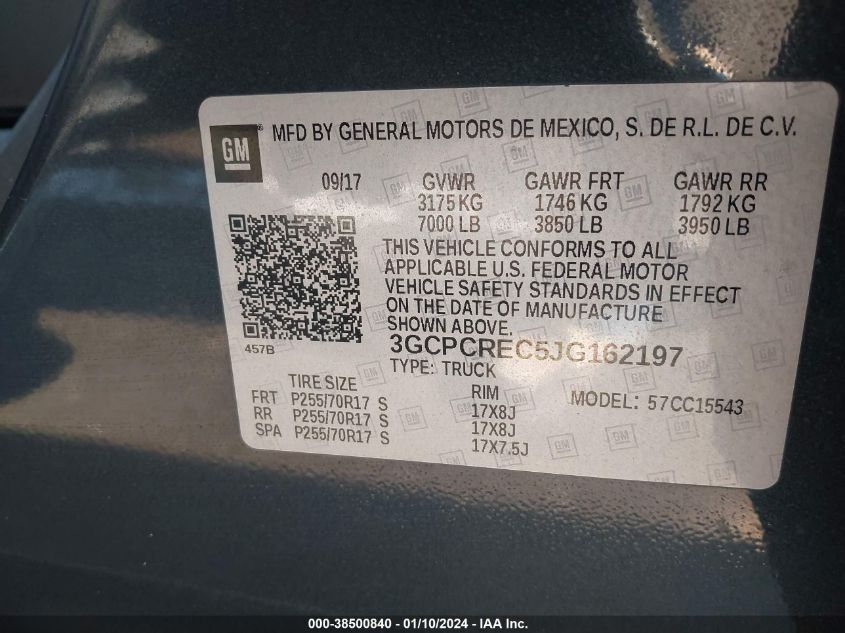 GM ® MFD BY GENERAL MOTORS DE MEXICO, S. DE R.L. DE C.V.
09/17 GVWR GAWR FRT GAWR RR
3175 KG 1746 KG 1792 KG
7000 LB 3850 LB 3950 LB
THIS VEHICLE CONFORMS TO ALL
APPLICABLE U.S. FEDERAL MOTOR
VEHICLE SAFETY STANDARDS IN EFFECT
ON THE DATE OF MANUFACTURE
SHOWN ABOVE.
457B
3GCPCREC5JG162197
TYPE: TRUCK
TIRE SIZE RIM MODEL: 57CC15543
FRT P255/70R17 S 17X8J
RR P255/70R17 S 17X8J
SPA P255/70R17 S 17X7.5J
000-38500840 - 01/10/2024 - IAA Inc.